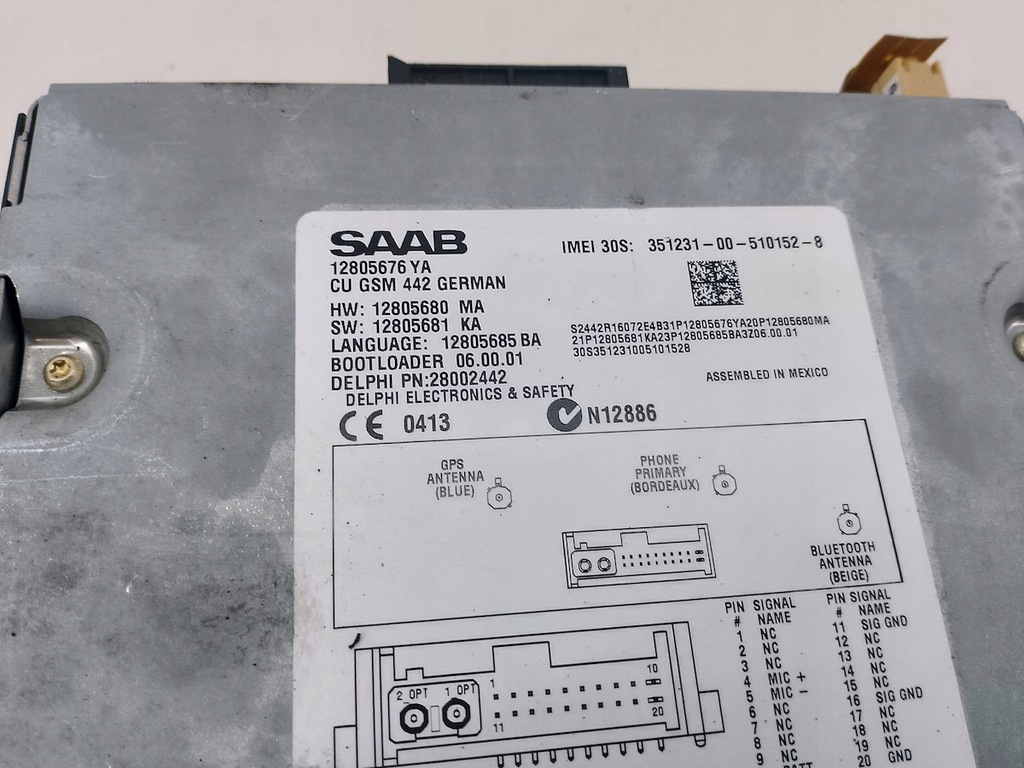 SAAB
12805676 YA
CU GSM 442 GERMAN
HW: 12805680 MA
SW: 12805681 KA
LANGUAGE: 12805685 BA
BOOTLOADER 06.00.01
DELPHI PN:28002442
DELPHI ELECTRONICS & SAFETY
CE 0413
N12886
IMEI 30S: 351231-00-510152-8
S2442R16072E4B31P12805676YA20P12805680MA
21P12805681KA23P12805685BA3Z06.00.01
30S351231005101528
ASSEMBLED IN MEXICO
GPS
ANTENNA
(BLUE)
PHONE
PRIMARY
(BORDEAUX)
BLUETOOTH
ANTENNA
(BEIGE)
2 OPT 1 OPT
1 10
11 20
PIN SIGNAL
# NAME
1 NC
2 NC
3 NC
4 MIC +
5 MIC -
6 NC
7 NC
8 NC
9 NC
PIN SIGNAL
# NAME
11 SIG GND
12 NC
13 NC
14 NC
15 NC
16 SIG GND
17 NC
18 NC
19 NC
20 GND